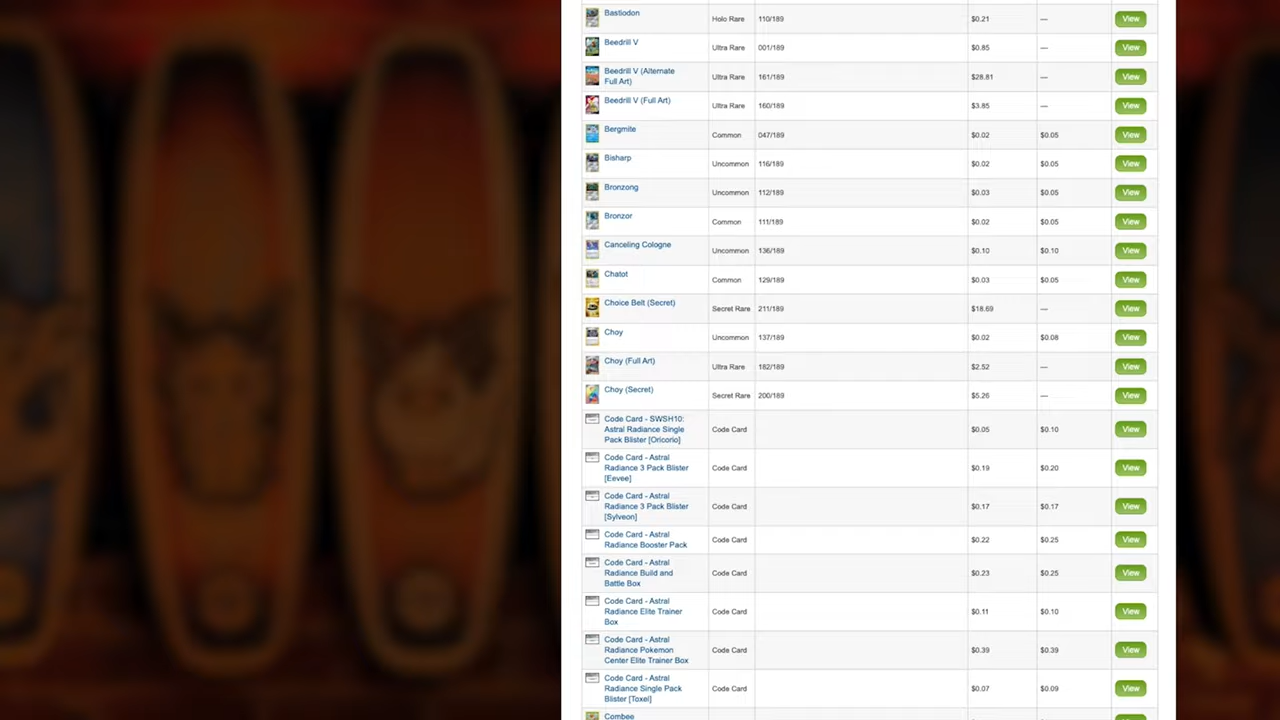 Bastiodon Holo Rare 110/189 $0.21 — View
Beedrill V Ultra Rare 001/189 $0.85 — View
Beedrill V (Alternate
Full Art) Ultra Rare 161/189 $28.81 — View
Beedrill V (Full Art) Ultra Rare 160/189 $3.85 — View
Bergmite Common 047/189 $0.02 $0.05 View
Bisharp Uncommon 116/189 $0.02 $0.05 View
Bronzong Uncommon 112/189 $0.03 $0.05 View
Bronzor Common 111/189 $0.02 $0.05 View
Canceling Cologne Uncommon 136/189 $0.10 $0.10 View
Chatot Common 129/189 $0.03 $0.05 View
Choice Belt (Secret) Secret Rare 211/189 $18.69 — View
Choy Uncommon 137/189 $0.02 $0.08 View
Choy (Full Art) Ultra Rare 182/189 $2.52 — View
Choy (Secret) Secret Rare 200/189 $5.26 — View
Code Card - SWSH10:
Astral Radiance Single
Pack Blister [Oricorio] Code Card $0.05 $0.10 View
Code Card - Astral
Radiance 3 Pack Blister
[Eevee] Code Card $0.19 $0.20 View
Code Card - Astral
Radiance 3 Pack Blister
[Sylveon] Code Card $0.17 $0.17 View
Code Card - Astral
Radiance Booster Pack Code Card $0.22 $0.25 View
Code Card - Astral
Radiance Build and
Battle Box Code Card $0.23 $0.25 View
Code Card - Astral
Radiance Elite Trainer
Box Code Card $0.11 $0.10 View
Code Card - Astral
Radiance Pokemon
Center Elite Trainer Box Code Card $0.39 $0.39 View
Code Card - Astral
Radiance Single Pack
Blister [Toxel] Code Card $0.07 $0.09 View
Combee